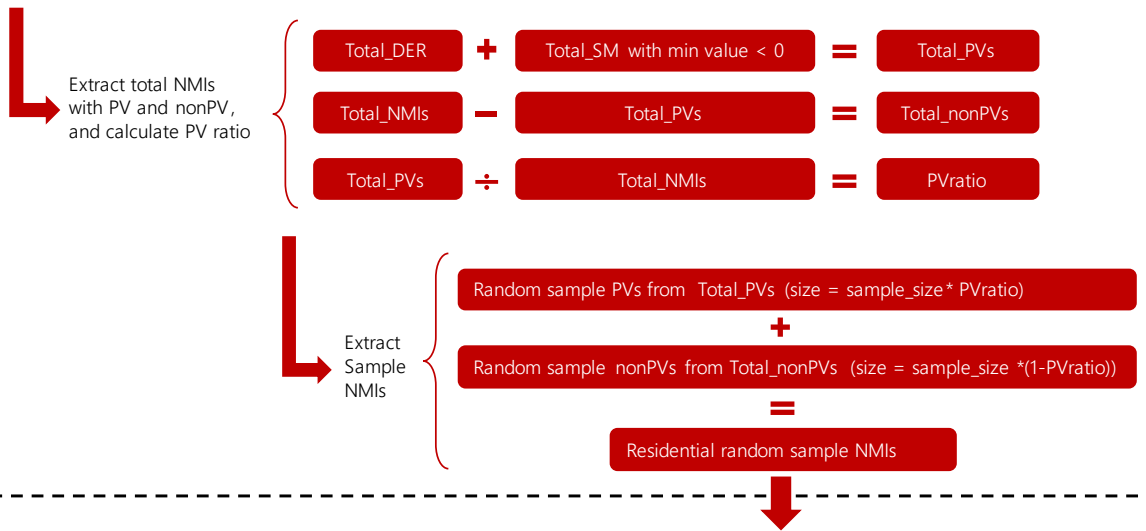 Total_DER + Total_SM with min value < 0 = Total_PVs
Extract total NMIs
with PV and nonPV,
and calculate PV ratio
Total_NMIs − Total_PVs = Total_nonPVs
Total_PVs ÷ Total_NMIs = PVratio
Random sample PVs from Total_PVs (size = sample_size* PVratio)
+
Extract
Sample
NMIs
Random sample nonPVs from Total_nonPVs (size = sample_size *(1-PVratio))
=
Residential random sample NMIs